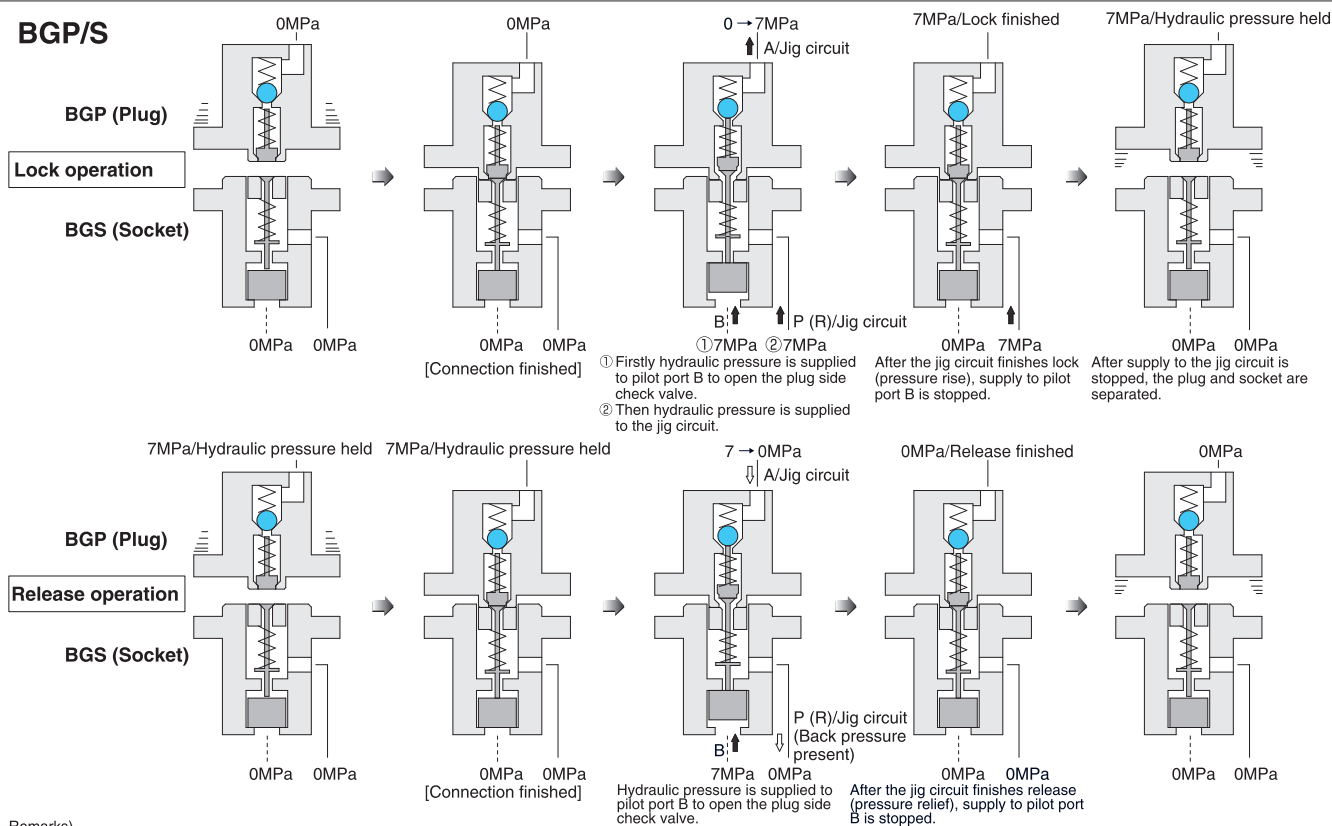 BGP/S
0MPa
0MPa
0 → 7MPa
A/Jig circuit
7MPa/Lock finished
7MPa/Hydraulic pressure held
BGP (Plug)
Lock operation
BGS (Socket)
B
P (R)/Jig circuit
0MPa 0MPa
0MPa 0MPa
①7MPa ②7MPa
0MPa 7MPa
0MPa 0MPa
[Connection finished]
① Firstly hydraulic pressure is supplied
to pilot port B to open the plug side
check valve.
② Then hydraulic pressure is supplied
to the jig circuit.
After the jig circuit finishes lock
(pressure rise), supply to pilot
port B is stopped.
After supply to the jig circuit is
stopped, the plug and socket are
separated.
7MPa/Hydraulic pressure held
7MPa/Hydraulic pressure held
7 → 0MPa
A/Jig circuit
0MPa/Release finished
0MPa
BGP (Plug)
Release operation
BGS (Socket)
B
P (R)/Jig circuit
(Back pressure
present)
0MPa 0MPa
0MPa 0MPa
7MPa 0MPa
0MPa 0MPa
0MPa 0MPa
[Connection finished]
Hydraulic pressure is supplied to
pilot port B to open the plug side
check valve.
After the jig circuit finishes release
(pressure relief), supply to pilot port
B is stopped.
Remarks)